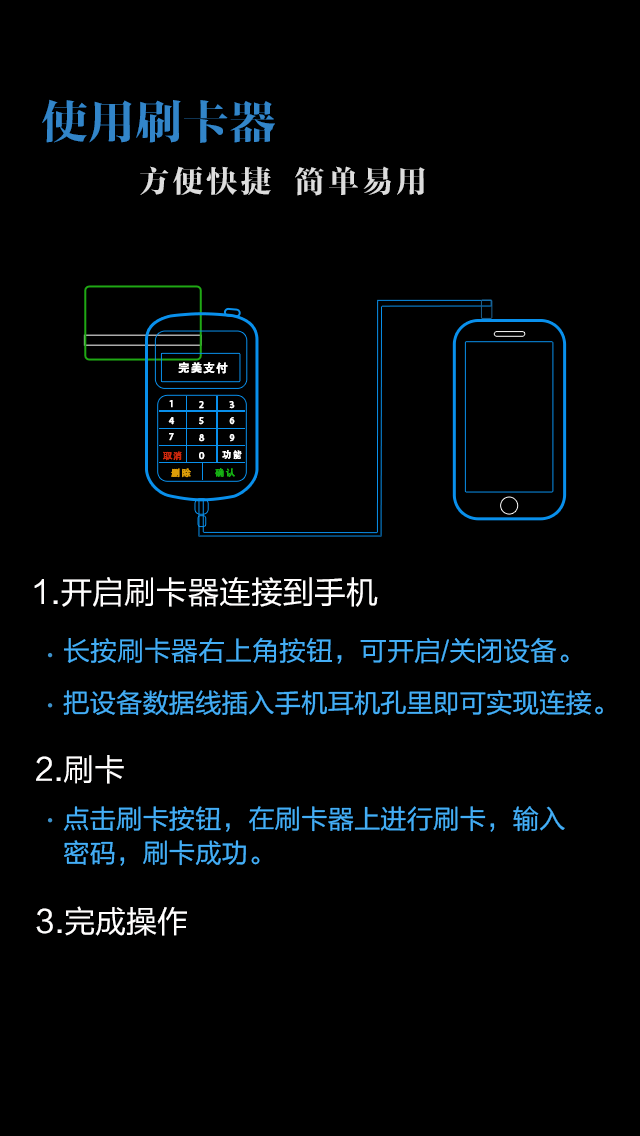 使用刷卡器
方便快捷 简单易用
完美支付
1 2 3
4 5 6
7 8 9
取消 0 功能
删除 确认
1.开启刷卡器连接到手机
·长按刷卡器右上角按钮，可开启/关闭设备。
·把设备数据线插入手机耳机孔里即可实现连接。
2.刷卡
·点击刷卡按钮，在刷卡器上进行刷卡，输入
密码，刷卡成功。
3.完成操作